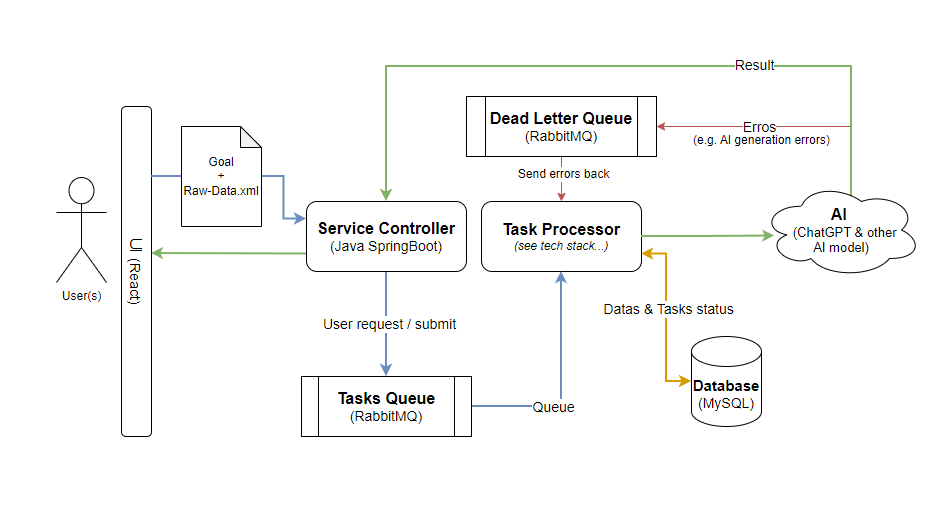 Result
Dead Letter Queue
(RabbitMQ)
Erros
(e.g. AI generation errors)
Goal
+
Raw-Data.xml
Send errors back
User(s)
UI (React)
Service Controller
(Java SpringBoot)
Task Processor
(see tech stack...)
AI
(ChatGPT & other
AI model)
User request / submit
Datas & Tasks status
Tasks Queue
(RabbitMQ)
Queue
Database
(MySQL)